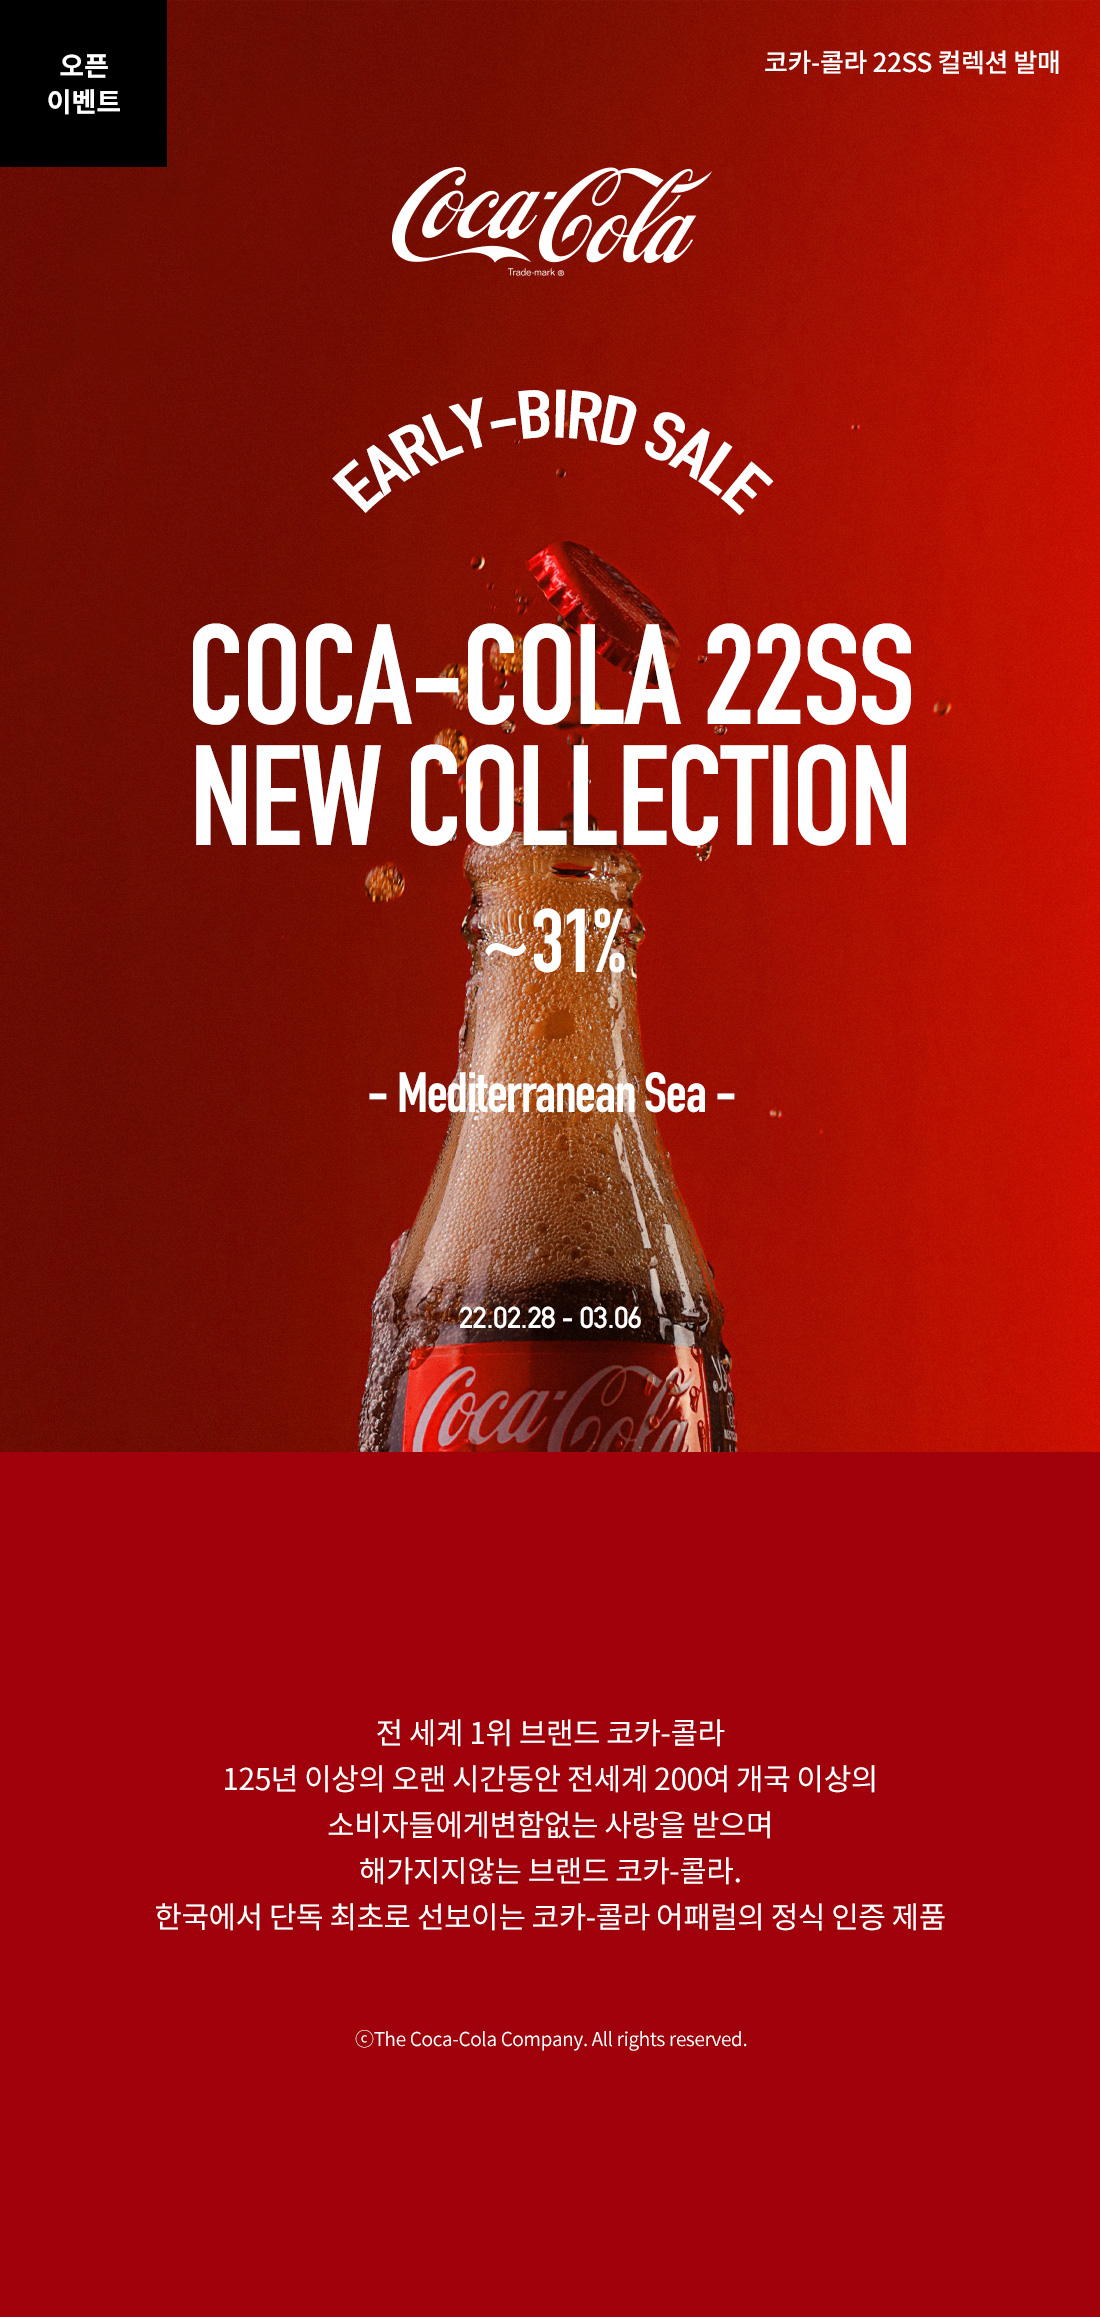 오픈
이벤트
코카-콜라 22SS 컬렉션 발매
Coca-Cola
Trade-mark ®
EARLY-BIRD SALE
COCA-COLA 22SS
NEW COLLECTION
~31%
- Mediterranean Sea -
22.02.28 - 03.06
Coca-Cola
전 세계 1위 브랜드 코카-콜라
125년 이상의 오랜 시간동안 전세계 200여 개국 이상의
소비자들에게변함없는 사랑을 받으며
해가지지않는 브랜드 코카-콜라.
한국에서 단독 최초로 선보이는 코카-콜라 어패럴의 정식 인증 제품
ⓒThe Coca-Cola Company. All rights reserved.